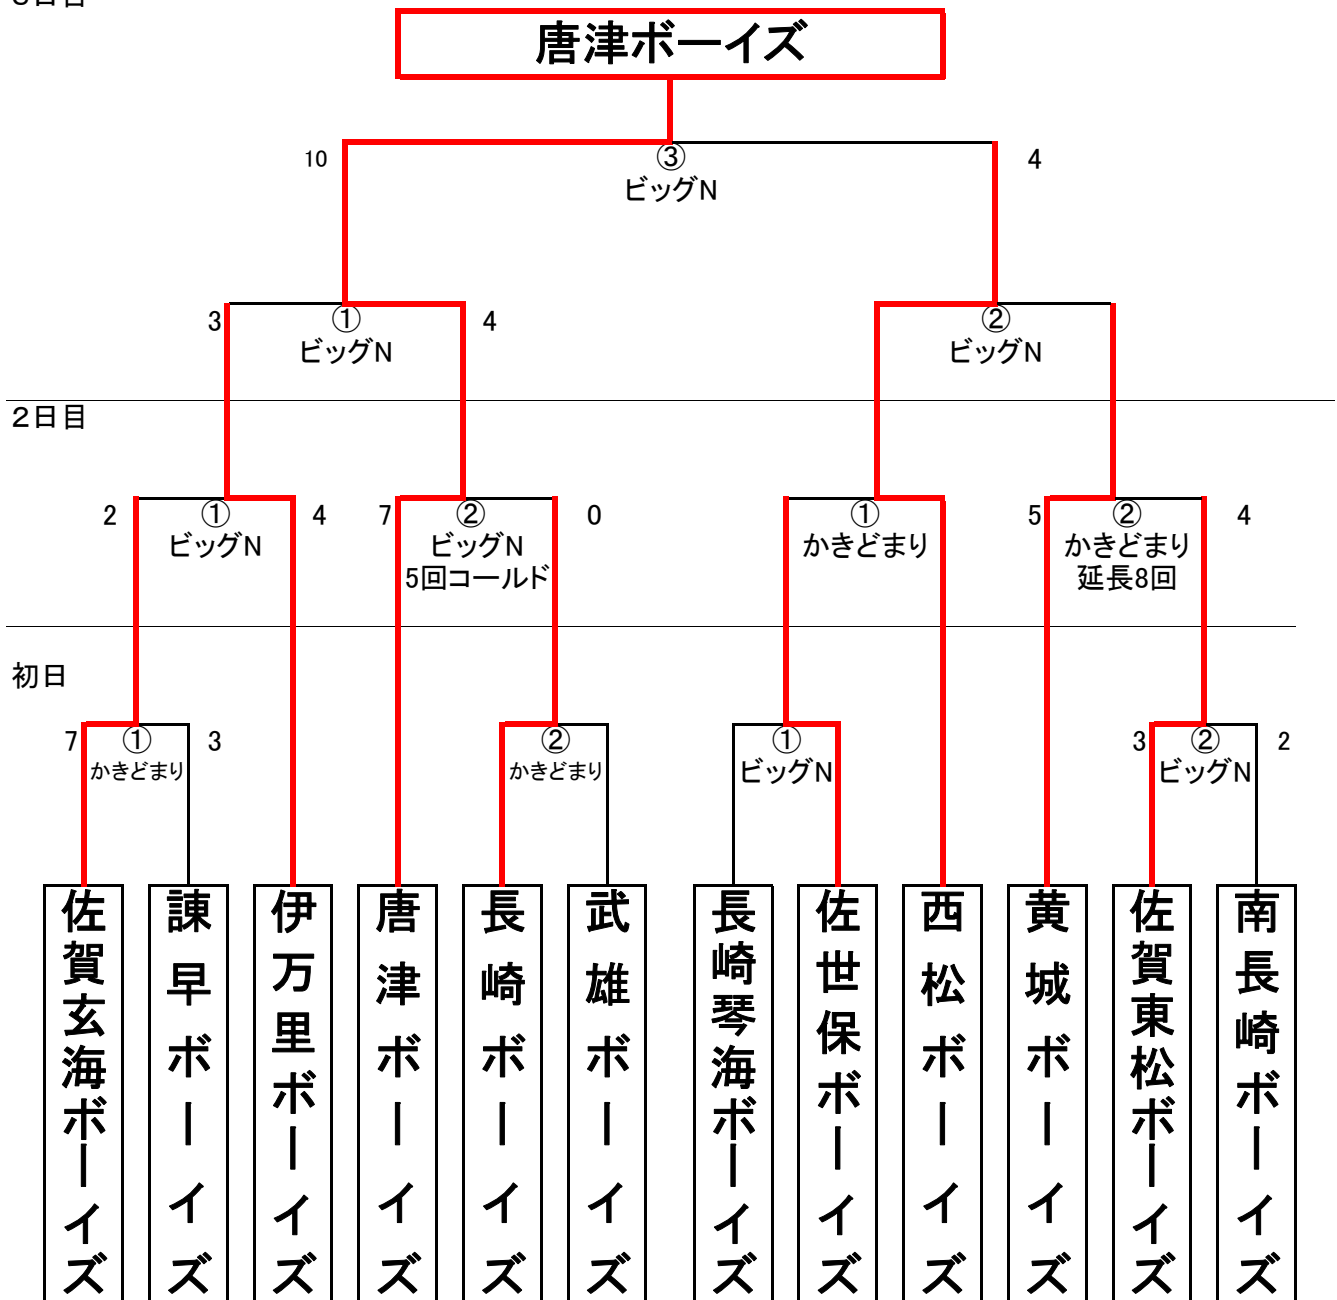 3日目
唐津ボーイズ
10 ③ 4
ビッグN
3 ① 4 ②
ビッグN ビッグN
2日目
2 ① 4 7 ② 0 ① 5 ② 4
ビッグN ビッグN かきどまり かきどまり
5回コールド 延長8回
初日
7 ① 3 ② ① 3 ② 2
かきどまり かきどまり ビッグN ビッグN
佐賀玄海ボーイズ
諫早ボーイズ
伊万里ボーイズ
唐津ボーイズ
長崎ボーイズ
武雄ボーイズ
長崎琴海ボーイズ
佐世保ボーイズ
西松ボーイズ
黄城ボーイズ
佐賀東松ボーイズ
南長崎ボーイズ